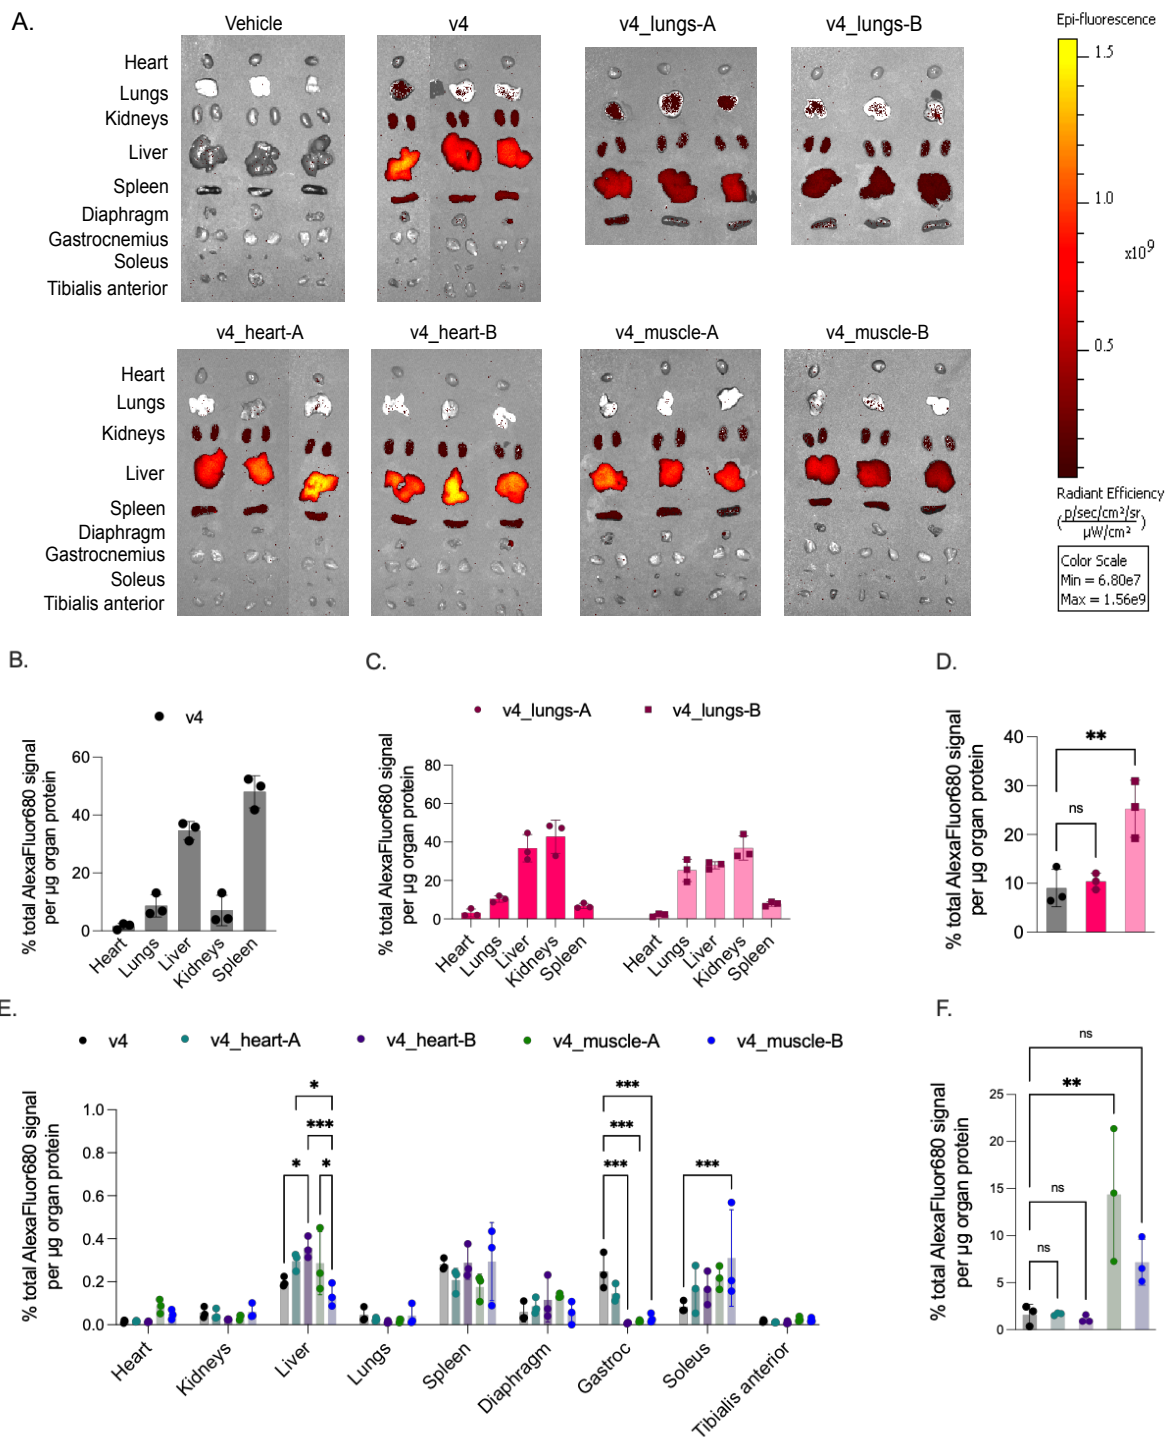 A.
Vehicle
v4
v4_lungs-A
v4_lungs-B
Heart
Lungs
Kidneys
Liver
Spleen
Diaphragm
Gastrocnemius
Soleus
Tibialis anterior
Epi-fluorescence
1.5
1.0
x10⁹
0.5
Radiant Efficiency
(p/sec/cm²/sr
µW/cm²)
Color Scale
Min = 6.80e7
Max = 1.56e9
v4_heart-A
v4_heart-B
v4_muscle-A
v4_muscle-B
Heart
Lungs
Kidneys
Liver
Spleen
Diaphragm
Gastrocnemius
Soleus
Tibialis anterior
B.
v4
% total AlexaFluor680 signal
per µg organ protein
60
40
20
0
Heart
Lungs
Liver
Kidneys
Spleen
C.
v4_lungs-A
v4_lungs-B
% total AlexaFluor680 signal
per µg organ protein
80
60
40
20
0
Heart
Lungs
Liver
Kidneys
Spleen
Heart
Lungs
Liver
Kidneys
Spleen
D.
% total AlexaFluor680 signal
per µg organ protein
40
30
20
10
0
**
ns
E.
v4
v4_heart-A
v4_heart-B
v4_muscle-A
v4_muscle-B
% total AlexaFluor680 signal
per µg organ protein
1.0
0.8
0.6
0.4
0.2
0.0
*
***
*
*
***
***
***
***
Heart
Kidneys
Liver
Lungs
Spleen
Diaphragm
Gastroc
Soleus
Tibialis anterior
F.
% total AlexaFluor680 signal
per µg organ protein
25
20
15
10
5
0
ns
**
ns
ns